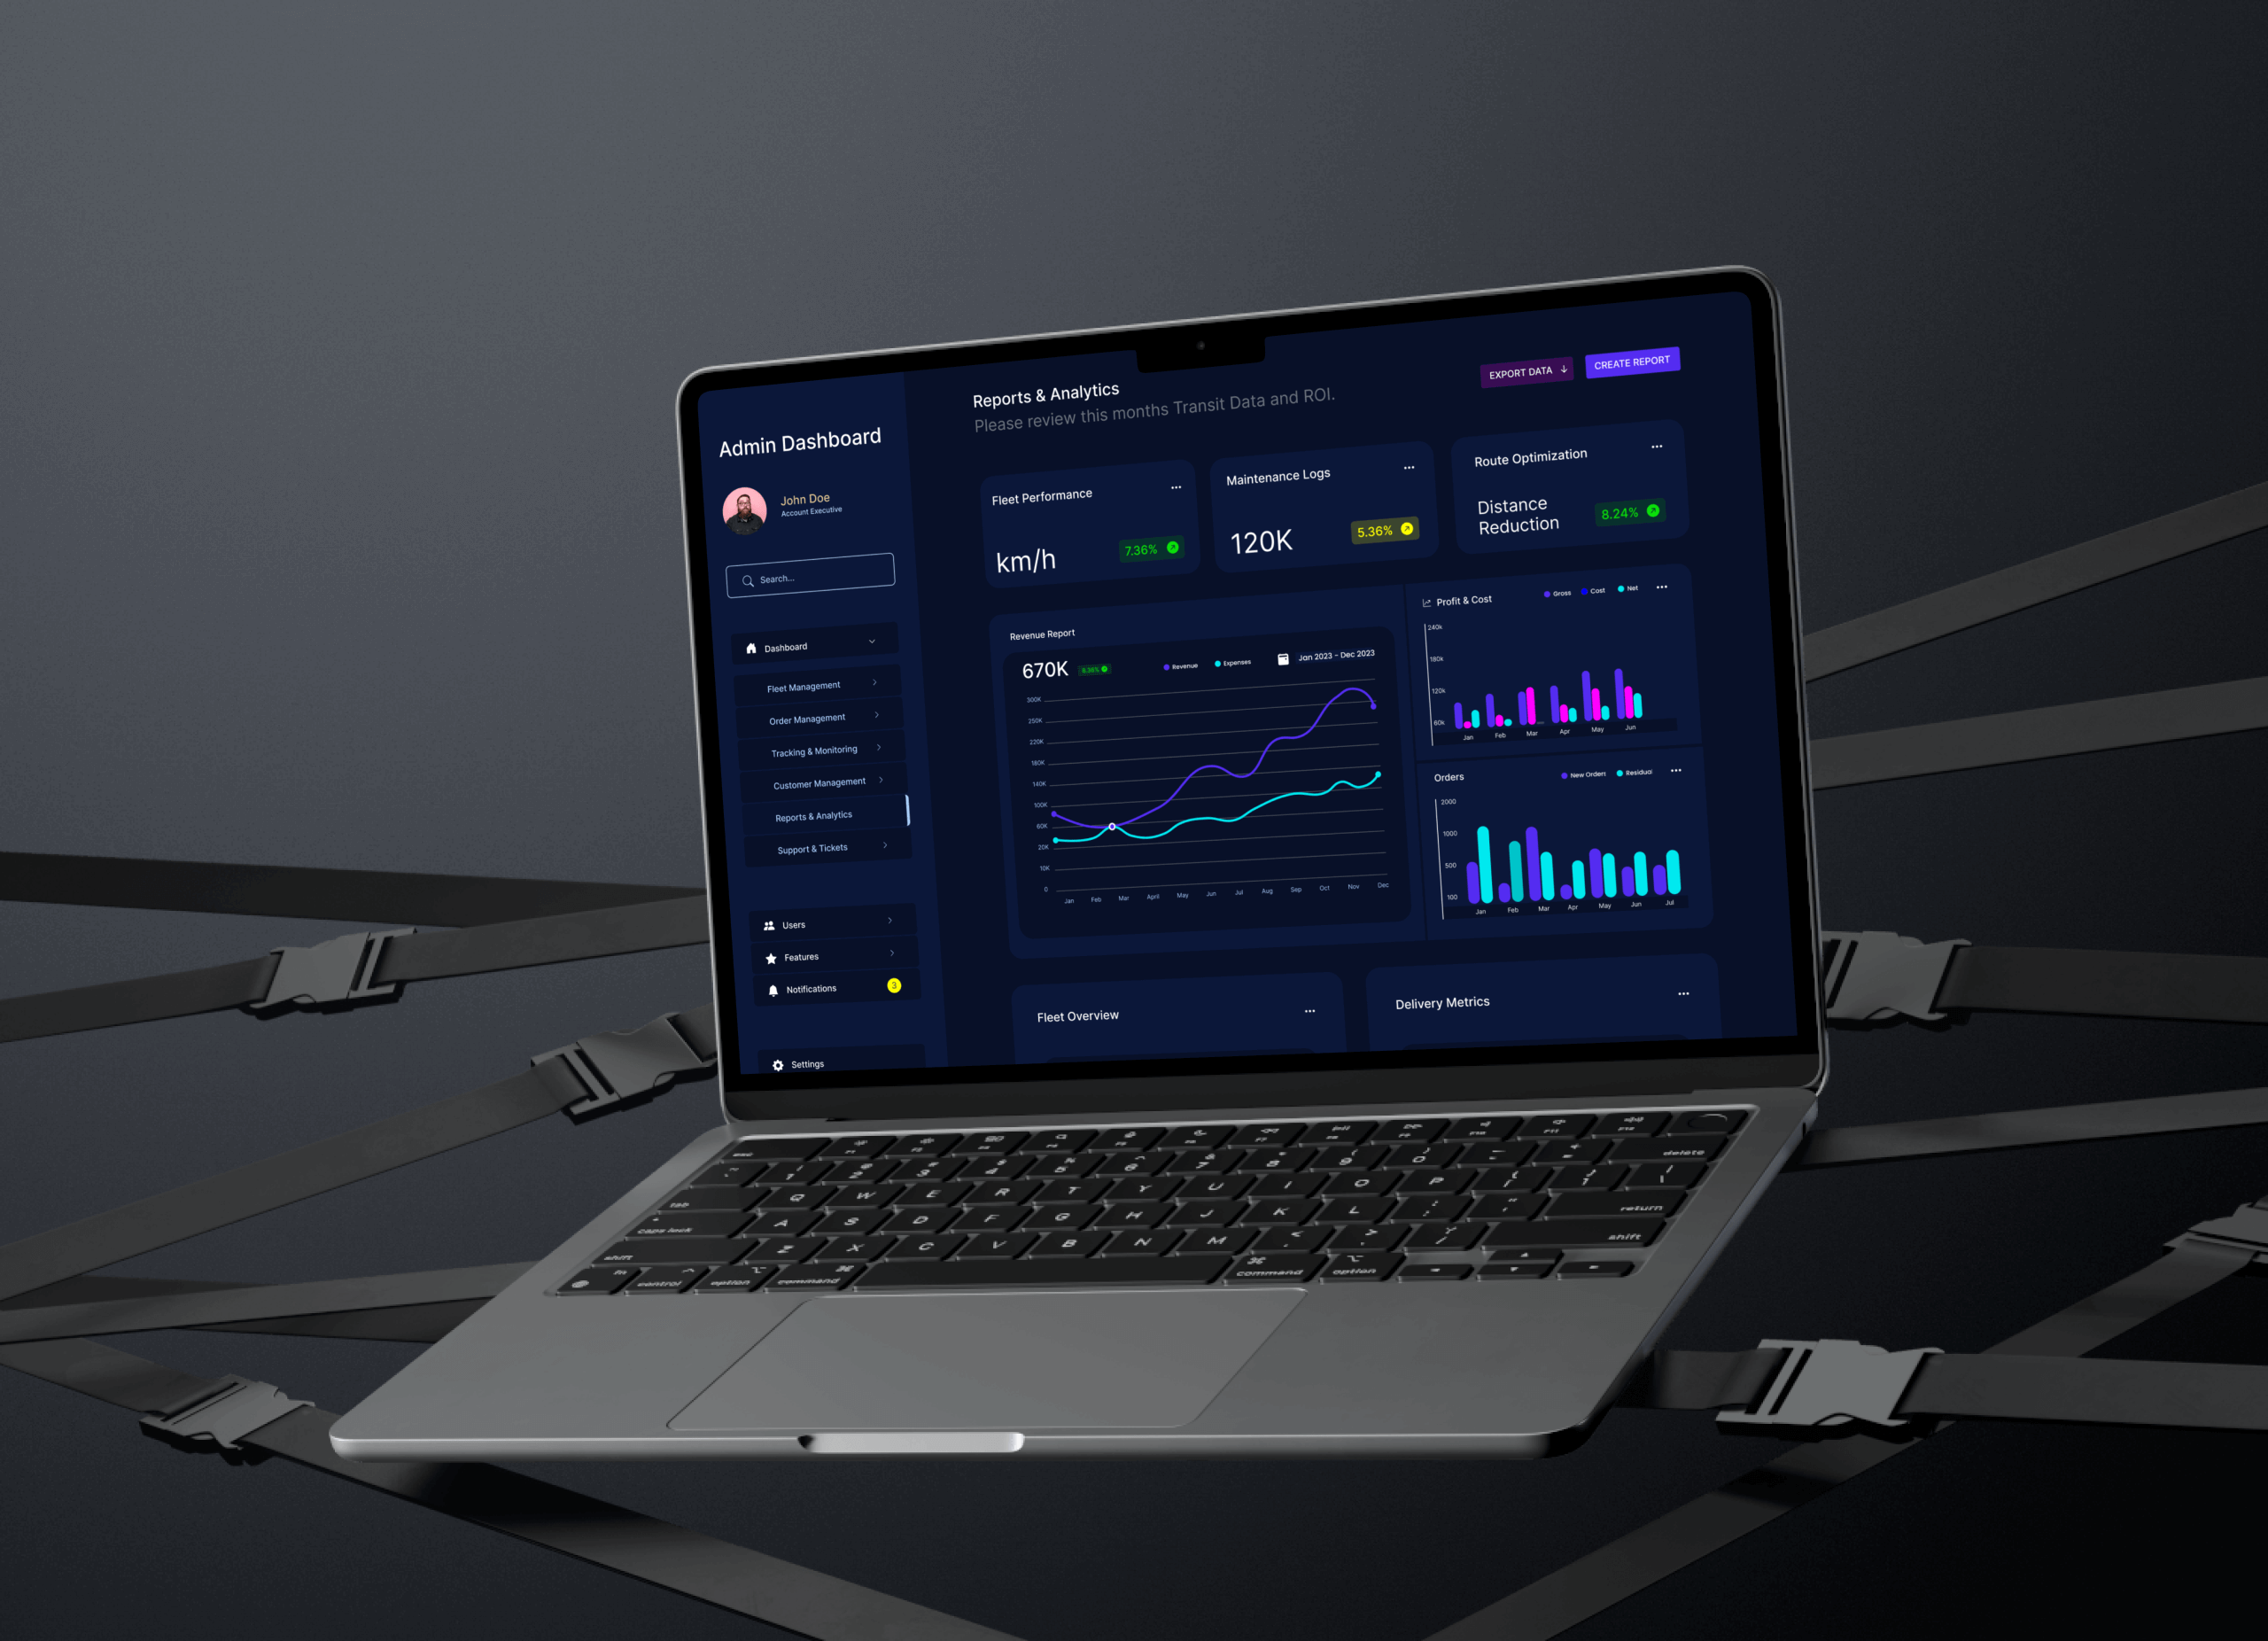 Admin Dashboard
John Doe
Account Executive
Search...
Dashboard
Fleet Management
Order Management
Tracking & Monitoring
Customer Management
Reports & Analytics
Support & Tickets
Users
Features
Notifications
3
Settings
Reports & Analytics
Please review this months Transit Data and ROI.
EXPORT DATA
CREATE REPORT
Fleet Performance
km/h
7.36%
Maintenance Logs
120K
5.36%
Route Optimization
Distance
Reduction
8.24%
Revenue Report
670K
Revenue
Expenses
Jan 2023 - Dec 2023
300K
250K
220K
180K
140K
100K
60K
20K
10K
0
Jan Feb Mar April May Jun Jul Aug Sep Oct Nov Dec
Profit & Cost
Gross Cost Net
240k
180k
120k
60k
Jan Feb Mar Apr May Jun
Orders
New Orders Residual
2000
1000
500
100
Jan Feb Mar Apr May Jun Jul
Fleet Overview
Delivery Metrics
esc
delete
tab Q W E R T Y U I O P
caps lock A S D F G H J K L return
shift Z X C V B N M shift
fn control option command command option